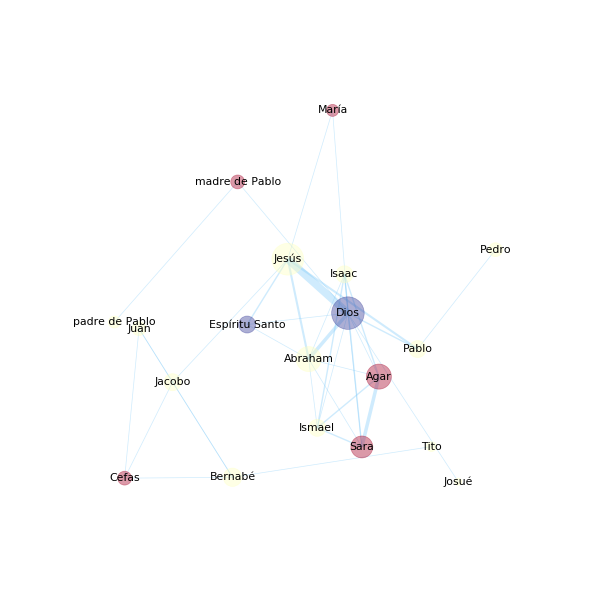 María
madre de Pablo
Pedro
Jesús
Isaac
Dios
padre de Pablo
Juan
Espíritu Santo
Pablo
Abraham
Agar
Jacobo
Ismael
Sara
Tito
Cefas
Bernabé
Josué